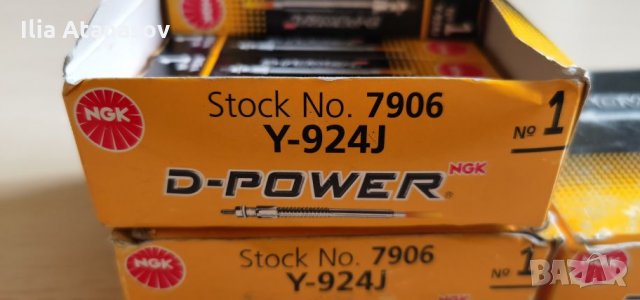 Ilia Atanasov
D-POWER
NGK
Stock No. 7906
Y-924J
No 1
D-POWER NGK
NGK
Stock No. 7906
Y-924J
No 1
BAZAR